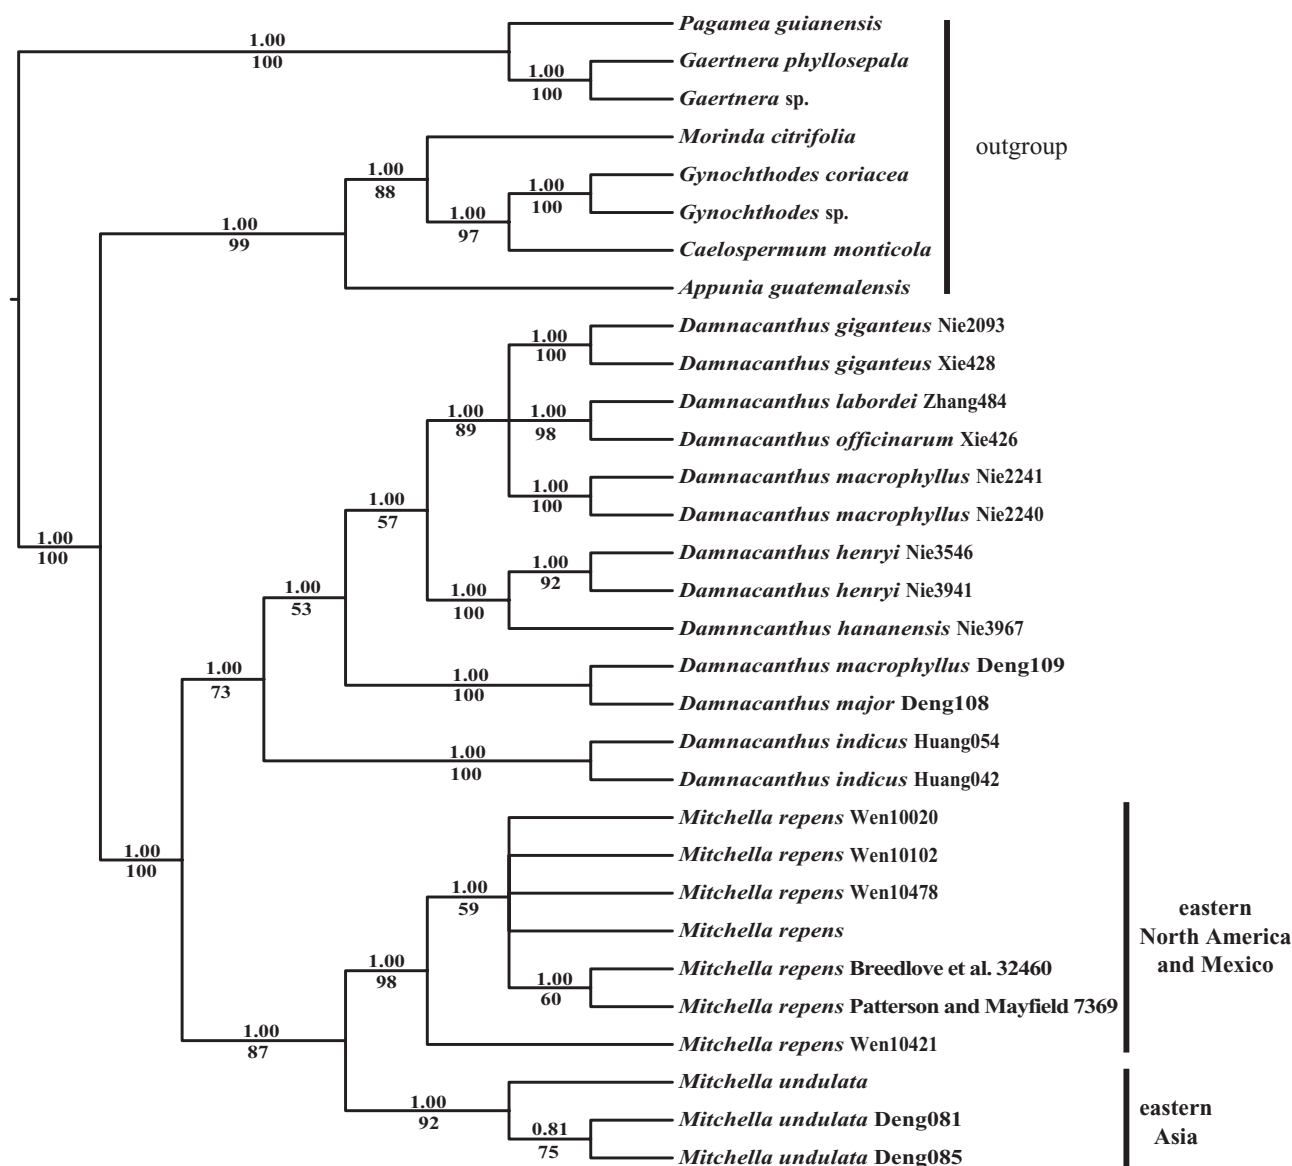 Pagamea guianensis
1.00
100
Gaertnera phyllosepala
1.00
100
Gaertnera sp.
Morinda citrifolia
outgroup
1.00
88
Gynochthodes coriacea
1.00
100
Gynochthodes sp.
1.00
97
1.00
99
Caelospermum monticola
Appunia guatemalensis
Damnacanthus giganteus Nie2093
1.00
100
Damnacanthus giganteus Xie428
Damnacanthus labordei Zhang484
1.00
89
1.00
98
Damnacanthus officinarum Xie426
Damnacanthus macrophyllus Nie2241
1.00
100
Damnacanthus macrophyllus Nie2240
1.00
57
1.00
100
Damnacanthus henryi Nie3546
1.00
92
Damnacanthus henryi Nie3941
1.00
53
1.00
100
Damnncanthus hananensis Nie3967
Damnacanthus macrophyllus Deng109
1.00
73
1.00
100
Damnacanthus major Deng108
Damnacanthus indicus Huang054
1.00
100
Damnacanthus indicus Huang042
Mitchella repens Wen10020
1.00
100
Mitchella repens Wen10102
1.00
59
Mitchella repens Wen10478
Mitchella repens
eastern
North America
and Mexico
1.00
98
Mitchella repens Breedlove et al. 32460
1.00
60
Mitchella repens Patterson and Mayfield 7369
1.00
87
Mitchella repens Wen10421
Mitchella undulata
1.00
92
Mitchella undulata Deng081
0.81
75
Mitchella undulata Deng085
eastern
Asia